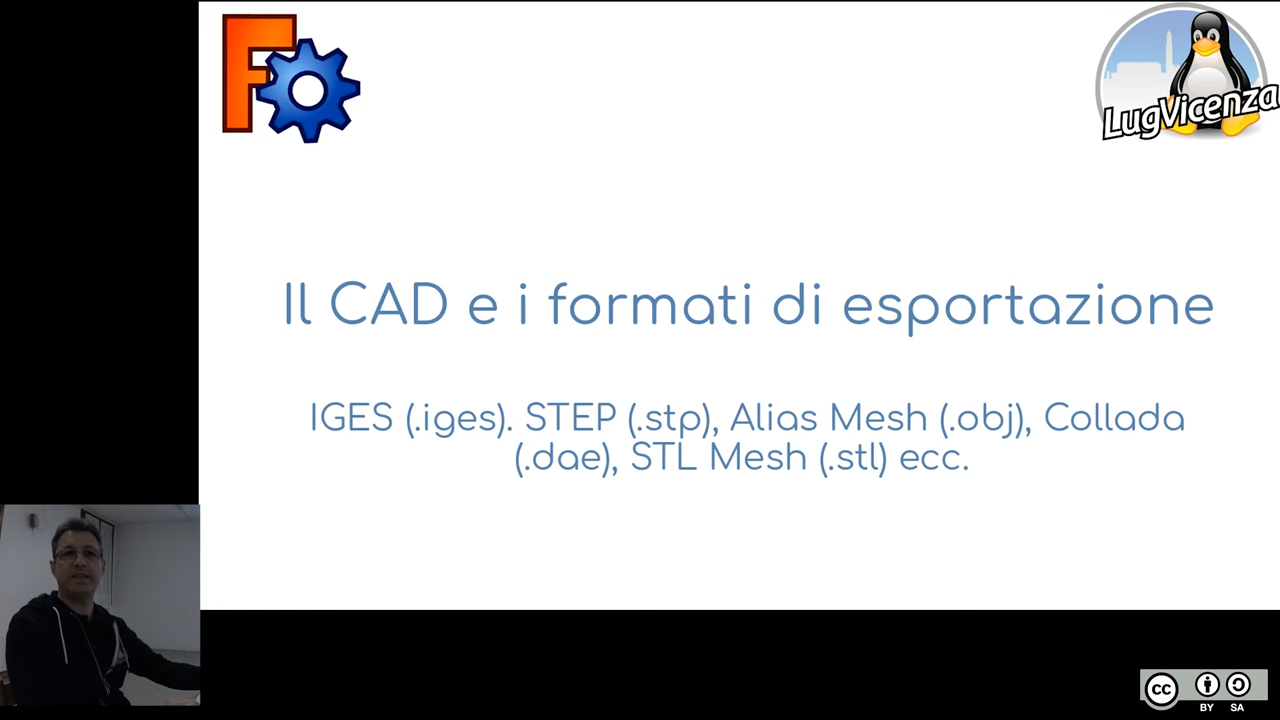 LugVicenza
Il CAD e i formati di esportazione
IGES (.iges). STEP (.stp), Alias Mesh (.obj), Collada
(.dae), STL Mesh (.stl) ecc.
cc
BY SA